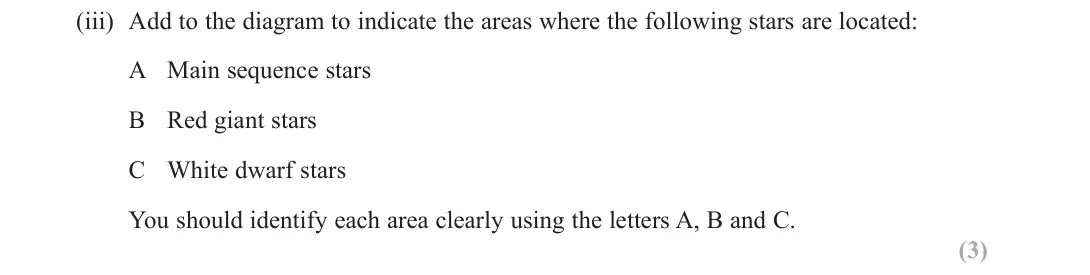 (iii) Add to the diagram to indicate the areas where the following stars are located:
A Main sequence stars
B Red giant stars
C White dwarf stars
You should identify each area clearly using the letters A, B and C.
(3)